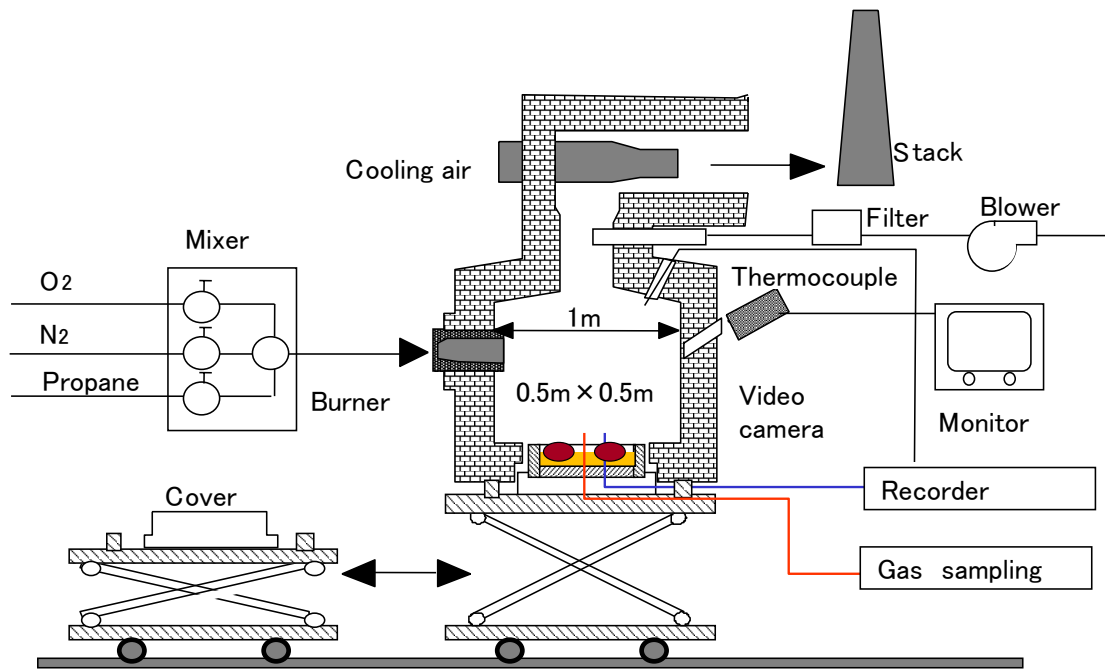 Stack
Cooling air
Filter
Blower
Mixer
O2
Thermocouple
1m
N2
Propane
Burner
0.5m×0.5m
Video
camera
Monitor
Cover
Recorder
Gas sampling